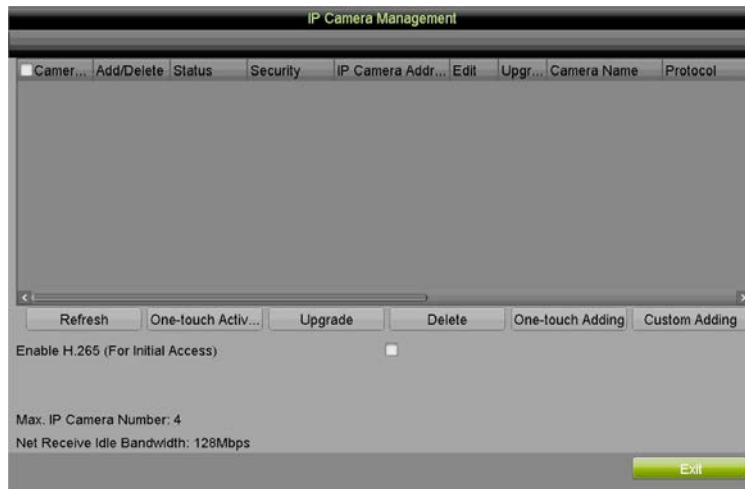 IP Camera Management
Camer... Add/Delete Status Security IP Camera Addr... Edit Upgr... Camera Name Protocol
Refresh One-touch Activ... Upgrade Delete One-touch Adding Custom Adding
Enable H.265 (For Initial Access)
Max. IP Camera Number: 4
Net Receive Idle Bandwidth: 128Mbps
Exit